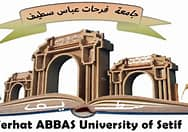 جامعة فرحات عباس سطيف
Ferhat ABBAS University of Setif